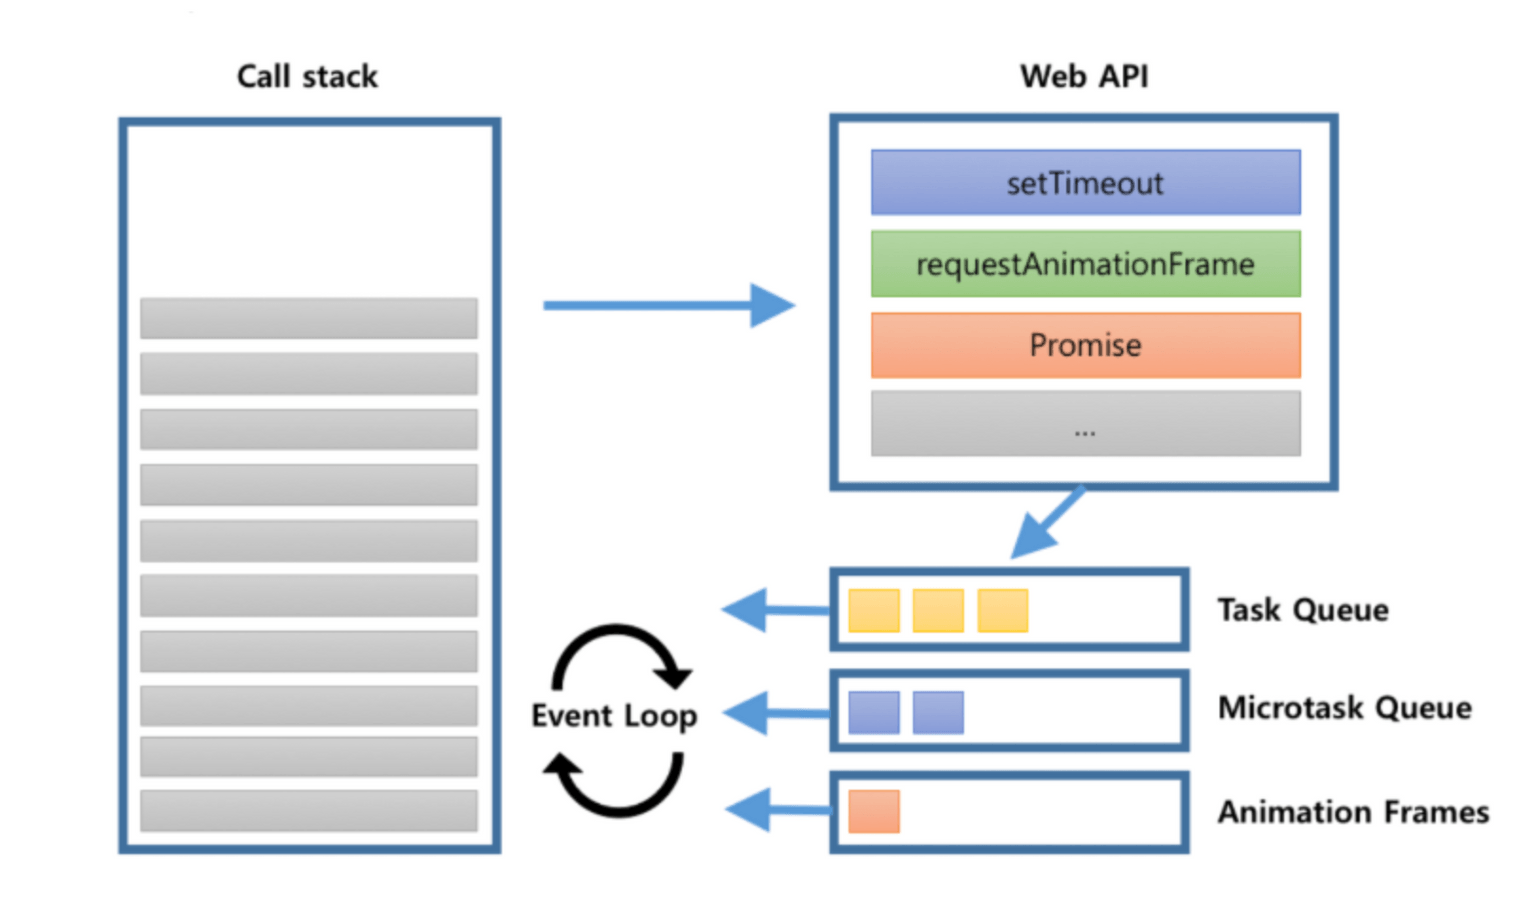 Call stack
Web API
setTimeout
requestAnimationFrame
Promise
...
Task Queue
Event Loop
Microtask Queue
Animation Frames